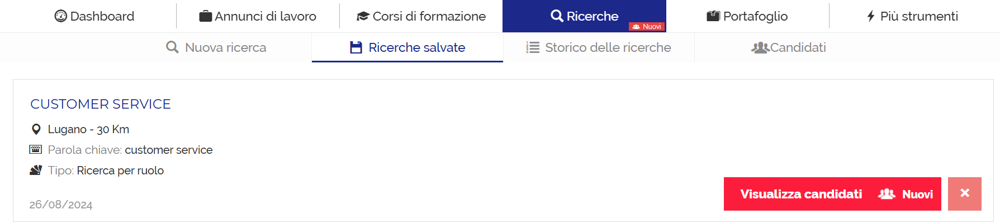 Dashboard Annunci di lavoro Corsi di formazione Ricerche Portafoglio Più strumenti
Nuovi
Nuova ricerca Ricerche salvate Storico delle ricerche Candidati
CUSTOMER SERVICE
Lugano - 30 Km
Parola chiave: customer service
Tipo: Ricerca per ruolo
Visualizza candidati Nuovi ×
26/08/2024